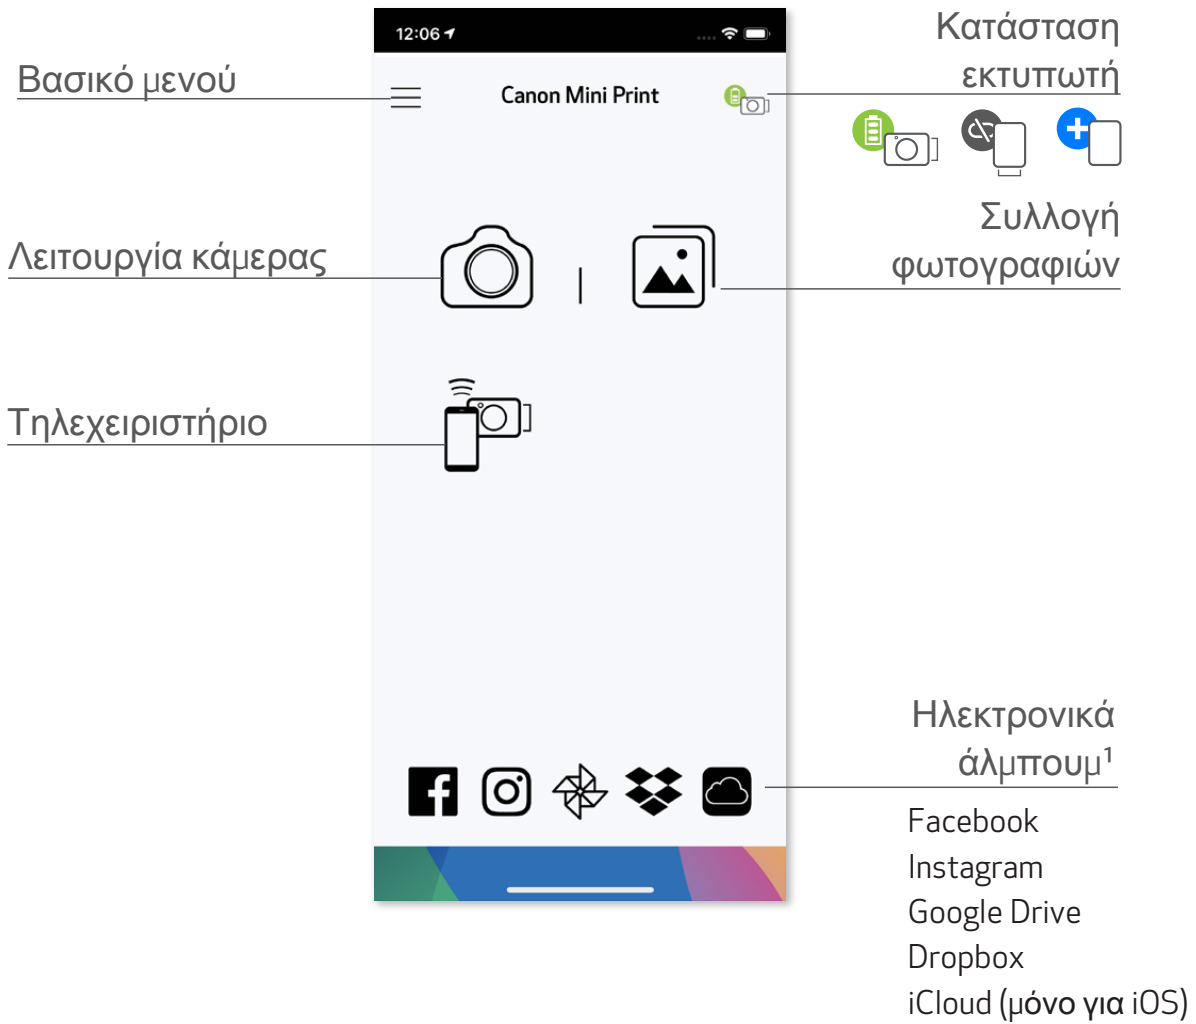 12:06
Canon Mini Print
Βασικό μενού
Κατάσταση
εκτυπωτή
Λειτουργία κάμερας
Συλλογή
φωτογραφιών
Τηλεχειριστήριο
Ηλεκτρονικά
άλμπουμ¹
Facebook
Instagram
Google Drive
Dropbox
iCloud (μόνο για iOS)